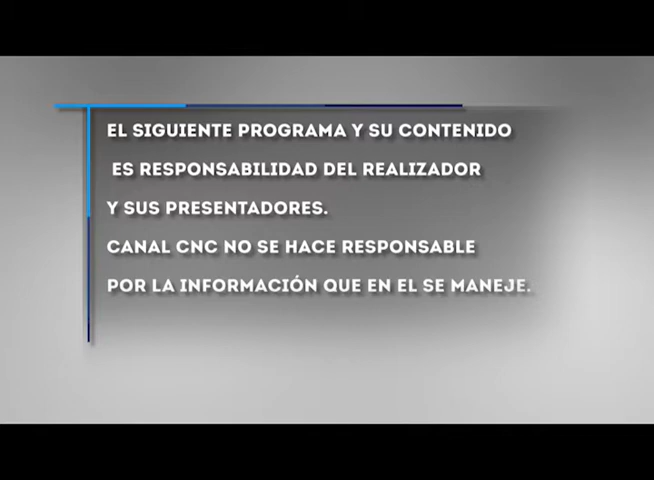 EL SIGUIENTE PROGRAMA Y SU CONTENIDO
ES RESPONSABILIDAD DEL REALIZADOR
Y SUS PRESENTADORES.
CANAL CNC NO SE HACE RESPONSABLE
POR LA INFORMACIÓN QUE EN EL SE MANEJE.